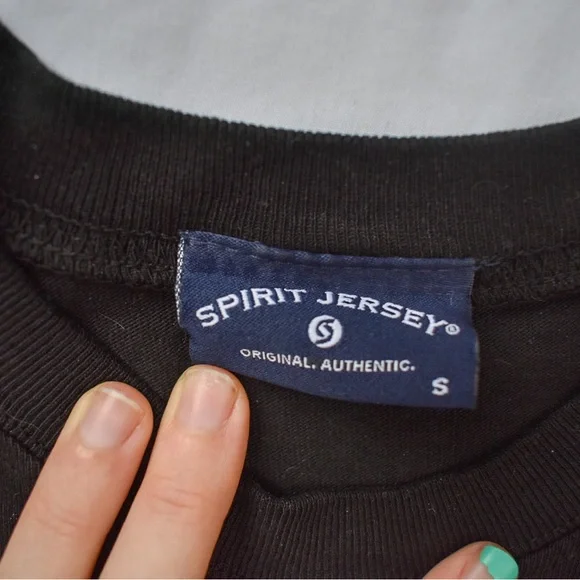 SPIRIT JERSEY®
ORIGINAL. AUTHENTIC.
S